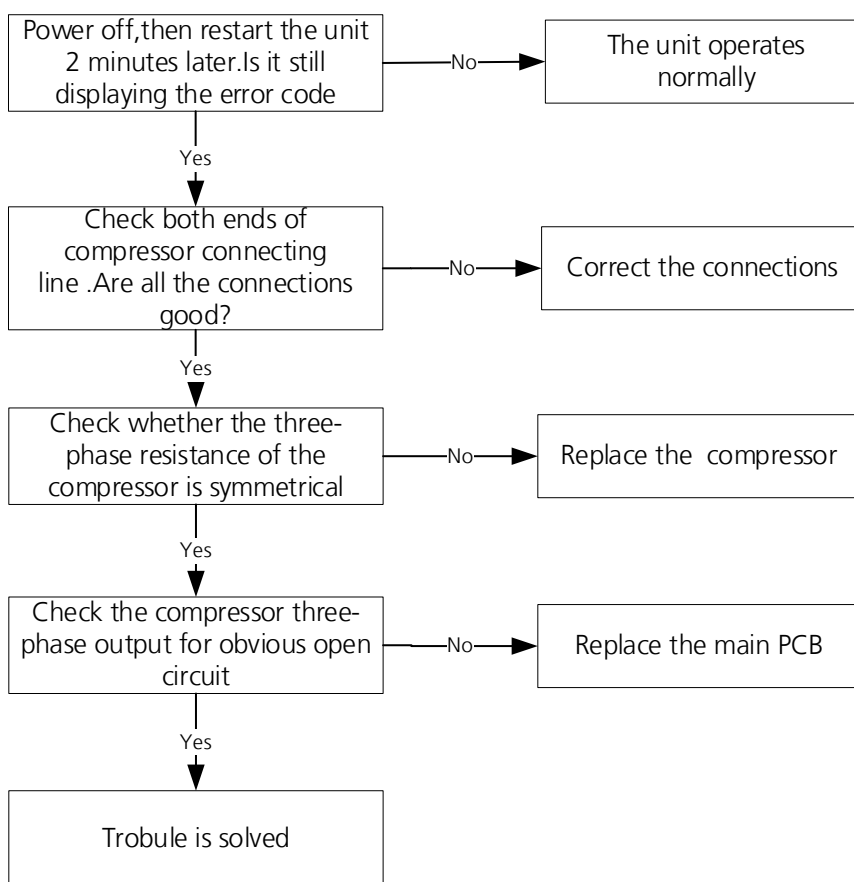 Power off,then restart the unit
2 minutes later.Is it still
displaying the error code
No
The unit operates
normally
Yes
Check both ends of
compressor connecting
line .Are all the connections
good?
No
Correct the connections
Yes
Check whether the three-
phase resistance of the
compressor is symmetrical
No
Replace the  compressor
Yes
Check the compressor three-
phase output for obvious open
circuit
No
Replace the main PCB
Yes
Trobule is solved